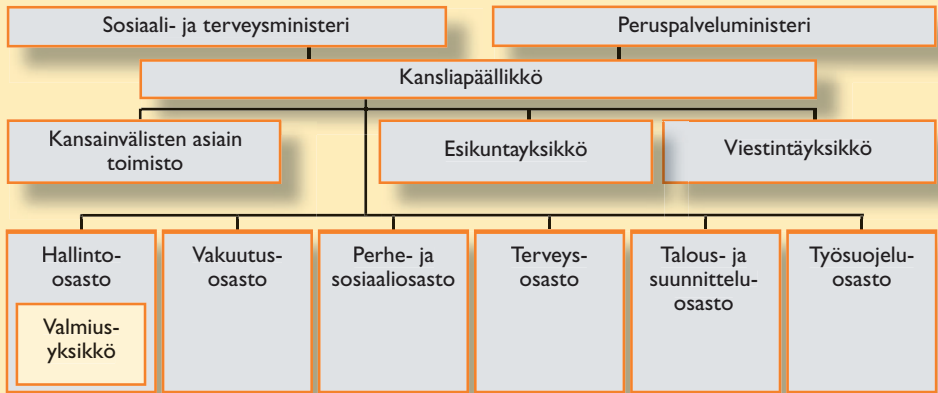 Sosiaali- ja terveysministeri
Peruspalveluministeri
Kansliapäällikkö
Kansainvälisten asiain
toimisto
Esikuntayksikkö
Viestintäyksikkö
Hallinto-
osasto
Valmius-
yksikkö
Vakuutus-
osasto
Perhe- ja
sosiaaliosasto
Terveys-
osasto
Talous- ja
suunnittelu-
osasto
Työsuojelu-
osasto